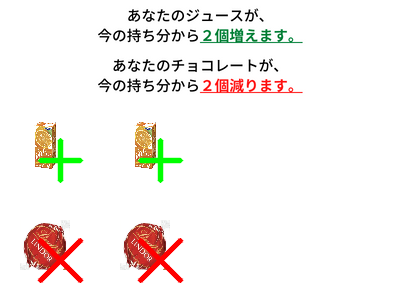 あなたのジュースが、
今の持ち分から２個増えます。
あなたのチョコレートが、
今の持ち分から２個減ります。
LINDOR LINDOR